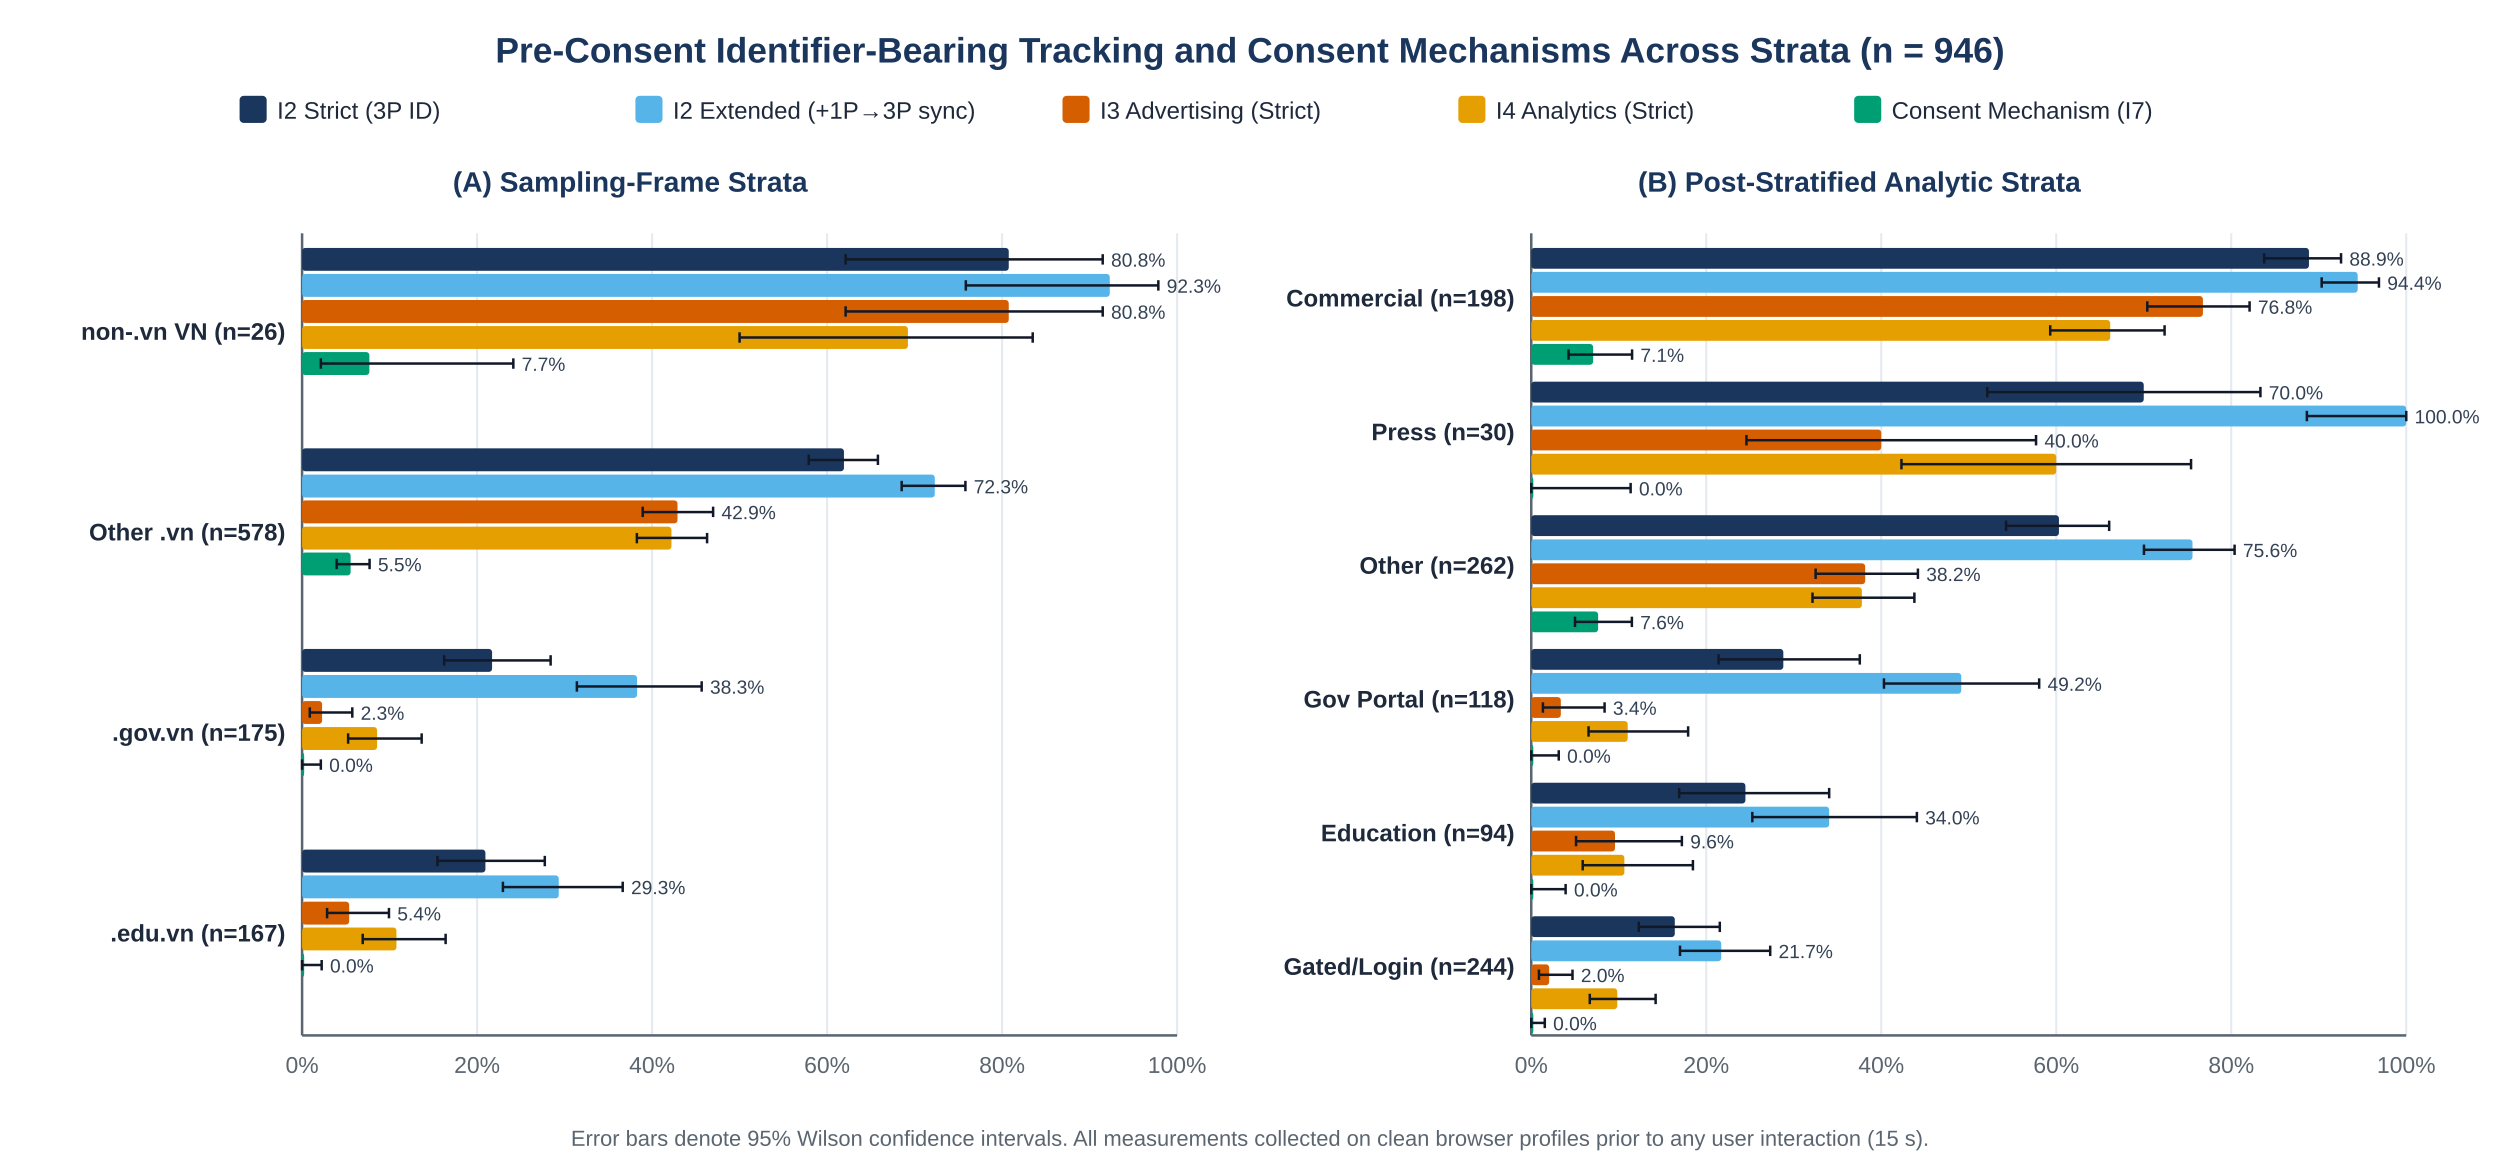 Pre-Consent Identifier-Bearing Tracking and Consent Mechanisms Across Strata (n = 946)
I2 Strict (3P ID)
I2 Extended (+1P→3P sync)
I3 Advertising (Strict)
I4 Analytics (Strict)
Consent Mechanism (I7)
(A) Sampling-Frame Strata
non-.vn VN (n=26)
80.8%
92.3%
80.8%
7.7%
Other .vn (n=578)
72.3%
42.9%
5.5%
.gov.vn (n=175)
38.3%
2.3%
0.0%
.edu.vn (n=167)
29.3%
5.4%
0.0%
0%
20%
40%
60%
80%
100%
(B) Post-Stratified Analytic Strata
Commercial (n=198)
88.9%
94.4%
76.8%
7.1%
Press (n=30)
70.0%
100.0%
40.0%
0.0%
Other (n=262)
75.6%
38.2%
7.6%
Gov Portal (n=118)
49.2%
3.4%
0.0%
Education (n=94)
34.0%
9.6%
0.0%
Gated/Login (n=244)
21.7%
2.0%
0.0%
0%
20%
40%
60%
80%
100%
Error bars denote 95% Wilson confidence intervals. All measurements collected on clean browser profiles prior to any user interaction (15 s).